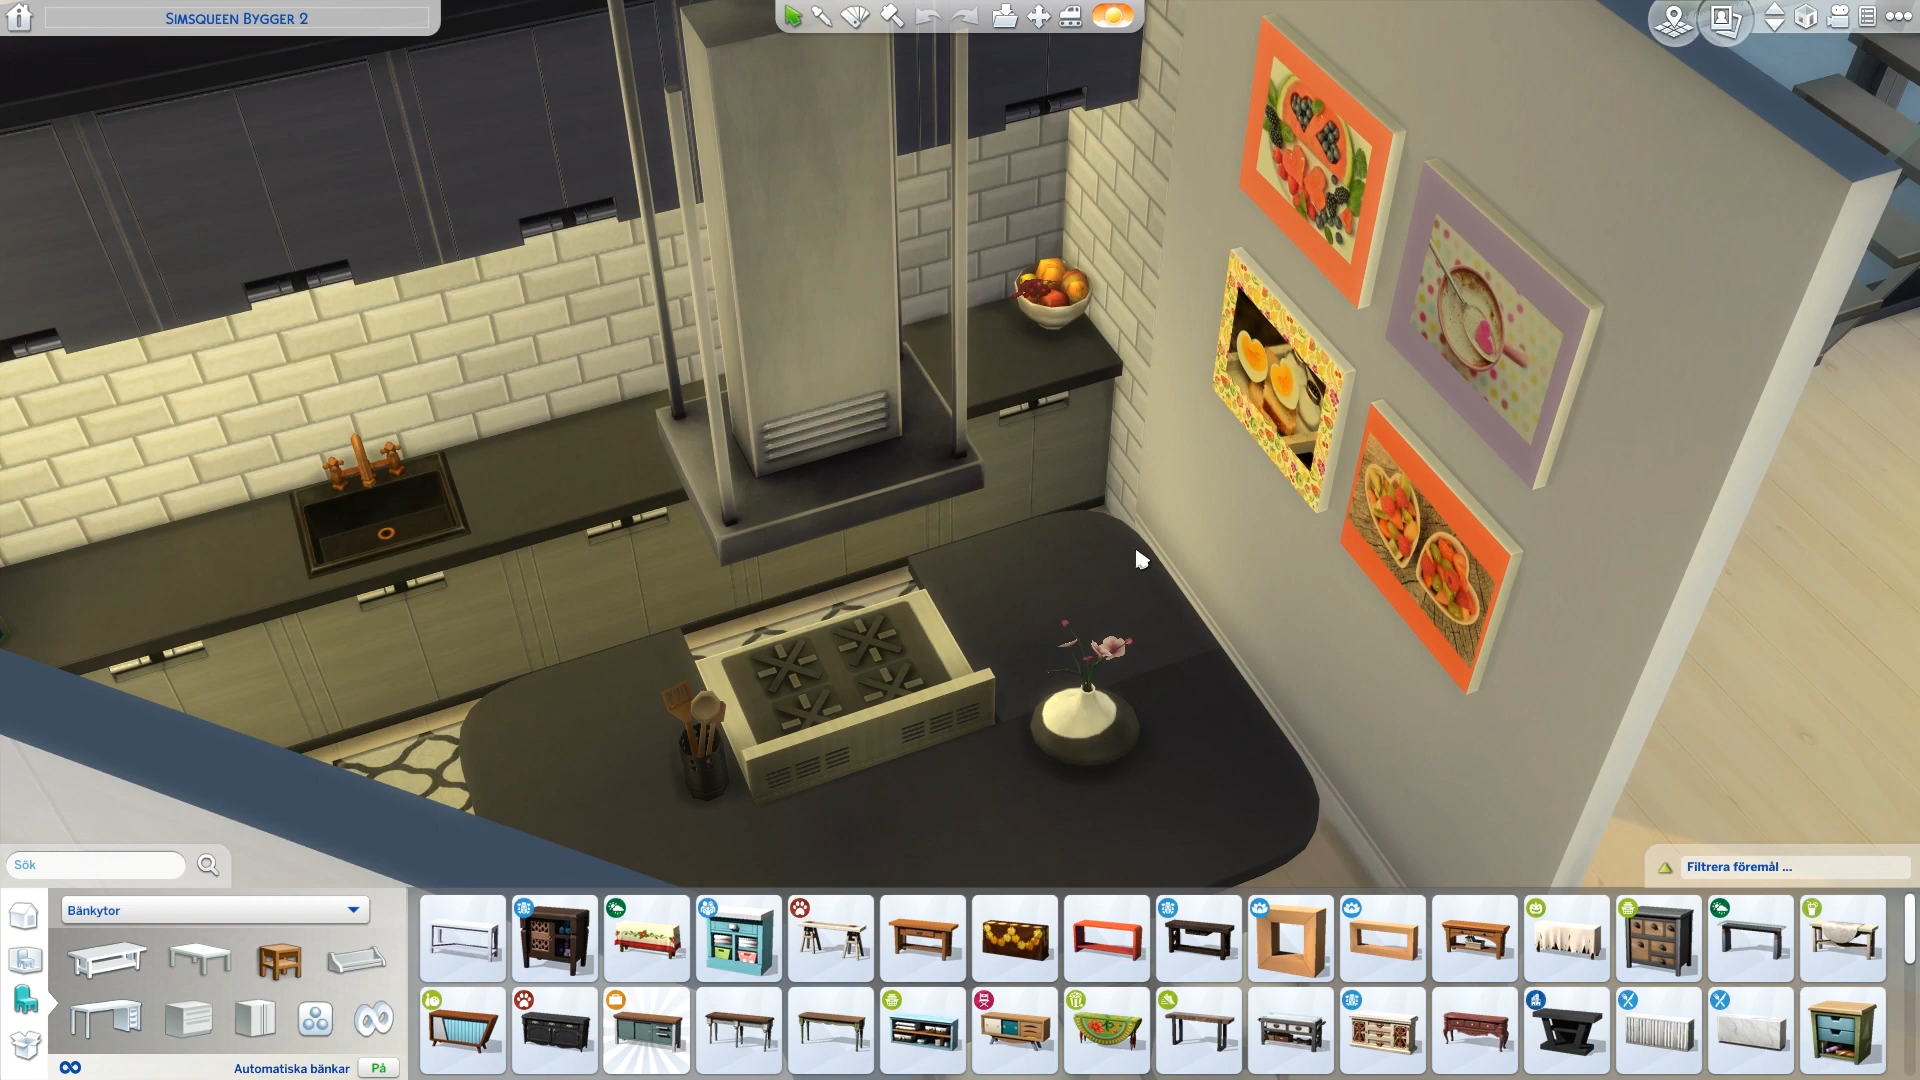 Simsqueen Bygger 2
Sök
Filtrera föremål ...
Bänkytor
Automatiska bänkar
På